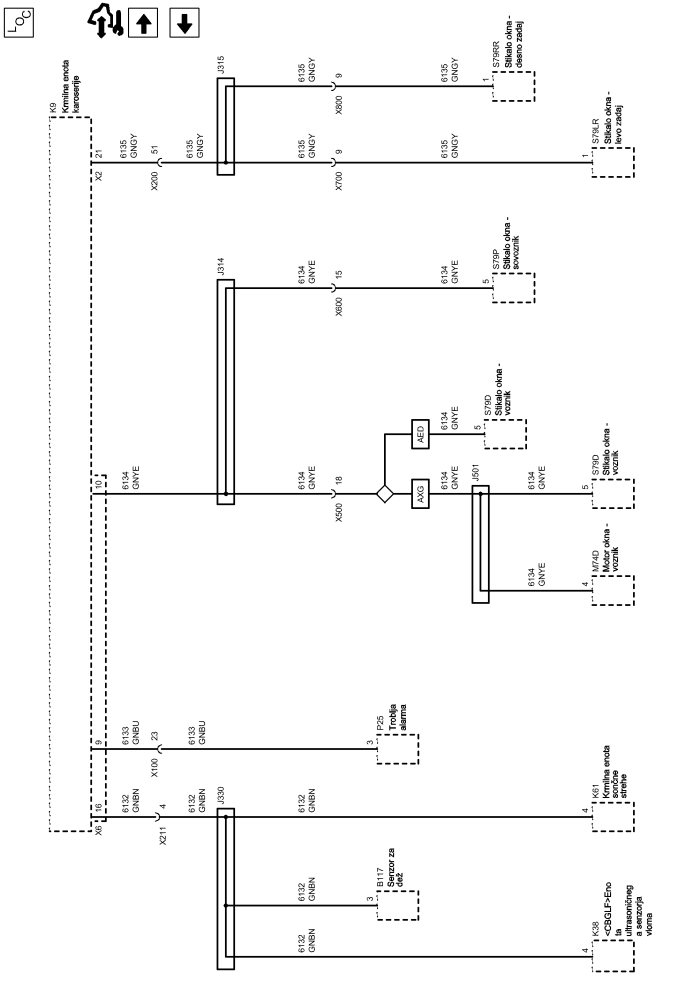 LOC
K9
Krmilna enota
karoserije
X2
21
6135
GNGY
X200
51
6135
GNGY
J315
6135
GNGY
X800
9
6135
GNGY
1
S79RR
Stikalo okna -
desno zadaj
6135
GNGY
X700
9
6135
GNGY
1
S79LR
Stikalo okna -
levo zadaj
10
6134
GNYE
J314
6134
GNYE
X600
15
6134
GNYE
5
S79P
Stikalo okna -
sovoznik
6134
GNYE
X500
18
AED
6134
GNYE
5
S79D
Stikalo okna -
voznik
AXG
6134
GNYE
J501
6134
GNYE
5
S79D
Stikalo okna -
voznik
6134
GNYE
4
M74D
Motor okna -
voznik
9
6133
GNBU
X100
23
6133
GNBU
3
P25
Troblja
alarma
X6
16
6132
GNBN
X211
4
6132
GNBN
J330
6132
GNBN
4
K61
Krmilna enota
sončne
strehe
6132
GNBN
3
B117
Senzor za
dež
6132
GNBN
4
K38
<CBGLF>Eno
ta
ultrasoničneg
a senzorja
vloma